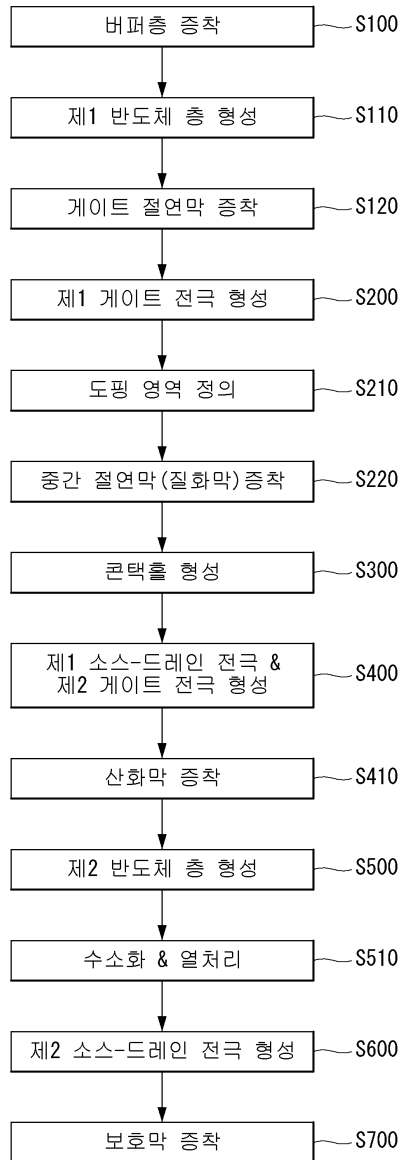 버퍼층 증착 S100
제1 반도체 층 형성 S110
게이트 절연막 증착 S120
제1 게이트 전극 형성 S200
도핑 영역 정의 S210
중간 절연막(질화막)증착 S220
콘택홀 형성 S300
제1 소스-드레인 전극 &
제2 게이트 전극 형성 S400
산화막 증착 S410
제2 반도체 층 형성 S500
수소화 & 열처리 S510
제2 소스-드레인 전극 형성 S600
보호막 증착 S700